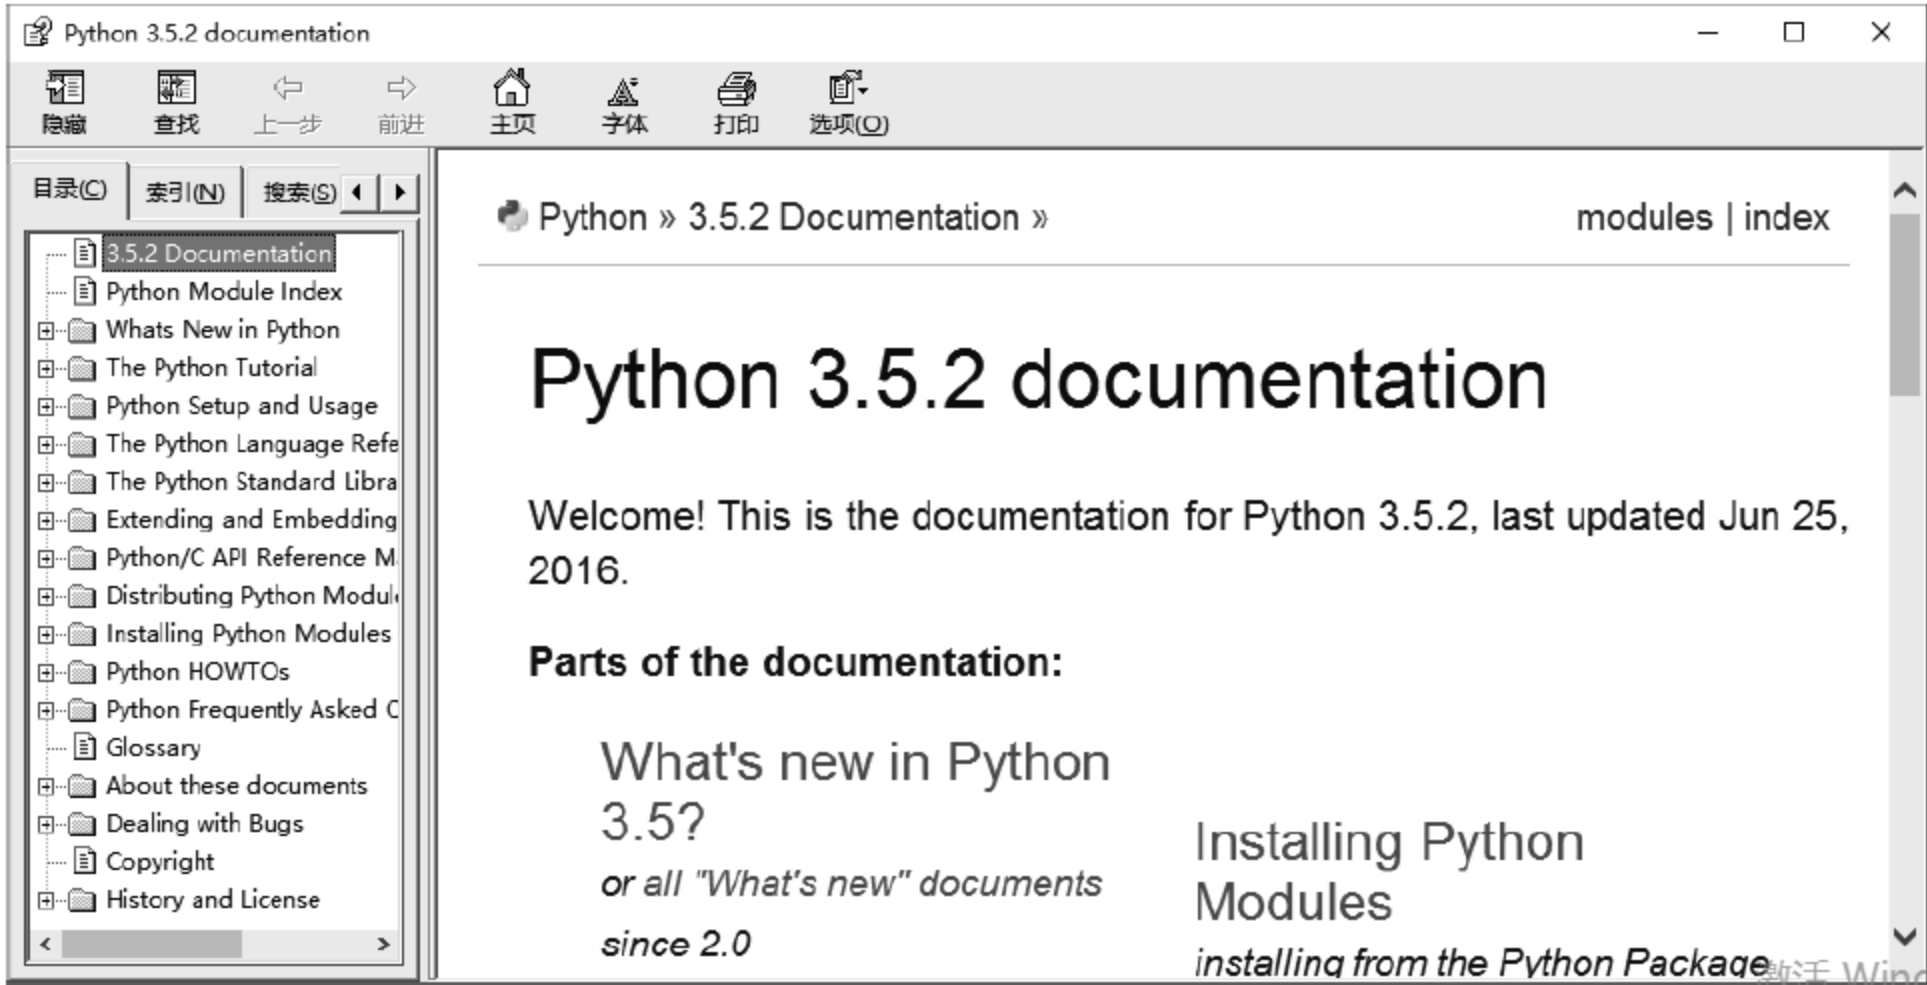 Python 3.5.2 documentation
隐藏 查找 上一步 前进 主页 字体 打印 选项(O)
目录(C) 索引(N) 搜索(S)
3.5.2 Documentation
Python Module Index
Whats New in Python
The Python Tutorial
Python Setup and Usage
The Python Language Refe
The Python Standard Libra
Extending and Embedding
Python/C API Reference M
Distributing Python Modul
Installing Python Modules
Python HOWTOs
Python Frequently Asked
Glossary
About these documents
Dealing with Bugs
Copyright
History and License
Python » 3.5.2 Documentation »
modules | index
Python 3.5.2 documentation
Welcome! This is the documentation for Python 3.5.2, last updated Jun 25,
2016.
Parts of the documentation:
What's new in Python
3.5?
or all "What's new" documents
since 2.0
Installing Python
Modules
installing from the Python Package